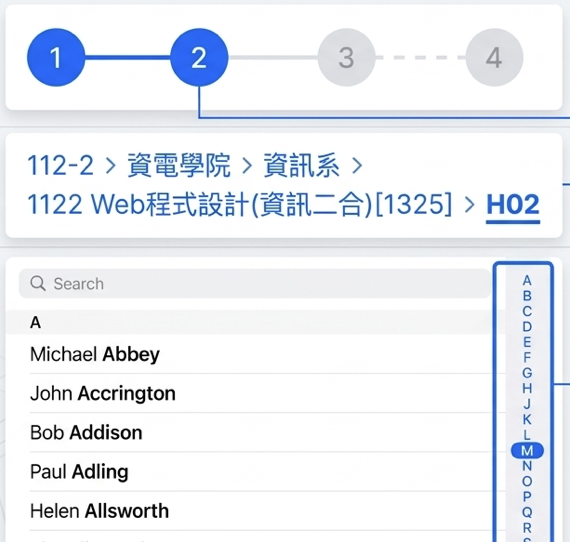 1 2 3 4
112-2 > 資電學院 > 資訊系 >
1122 Web程式設計(資訊二合)[1325] > H02
Search
A
Michael Abbey
John Accrington
Bob Addison
Paul Adling
Helen Allsworth
A
B
C
D
E
F
G
H
J
K
L
M
N
O
P
Q
R